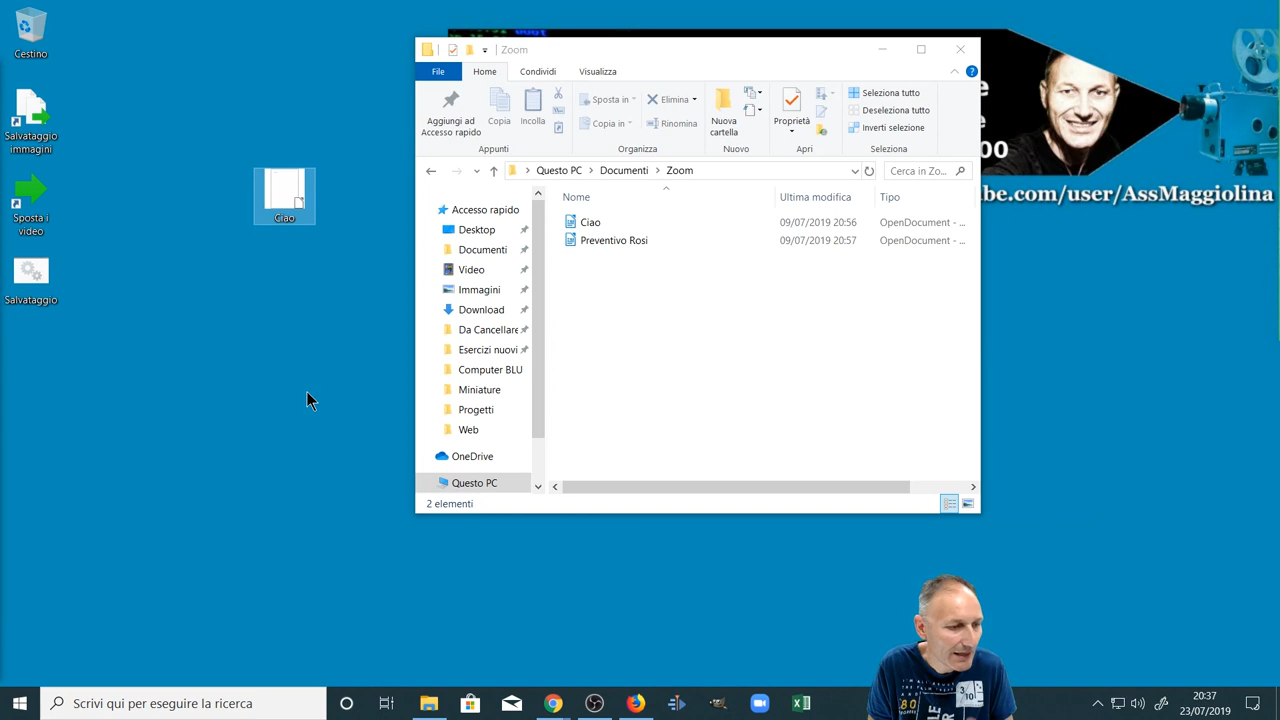 Cestino
Salvataggio
immagini
Sposta i
video
Salvataggio
Ciao
Zoom
File
Home
Condividi
Visualizza
Aggiungi ad
Accesso rapido
Copia
Incolla
Sposta in
Copia in
Elimina
Rinomina
Nuova
cartella
Proprietà
Seleziona tutto
Deseleziona tutto
Inverti selezione
Appunti
Organizza
Nuovo
Apri
Seleziona
Questo PC
Documenti
Zoom
Cerca in Zo...
Nome
Ultima modifica
Tipo
Ciao
09/07/2019 20:56
OpenDocument - ...
Preventivo Rosi
09/07/2019 20:57
OpenDocument - ...
Accesso rapido
Desktop
Documenti
Video
Immagini
Download
Da Cancellare
Esercizi nuovi
Computer BLU
Miniature
Progetti
Web
OneDrive
Questo PC
2 elementi
e
e
00
be.com/user/AssMaggiolina
Scrivi qui per eseguire la ricerca
20:37
23/07/2019